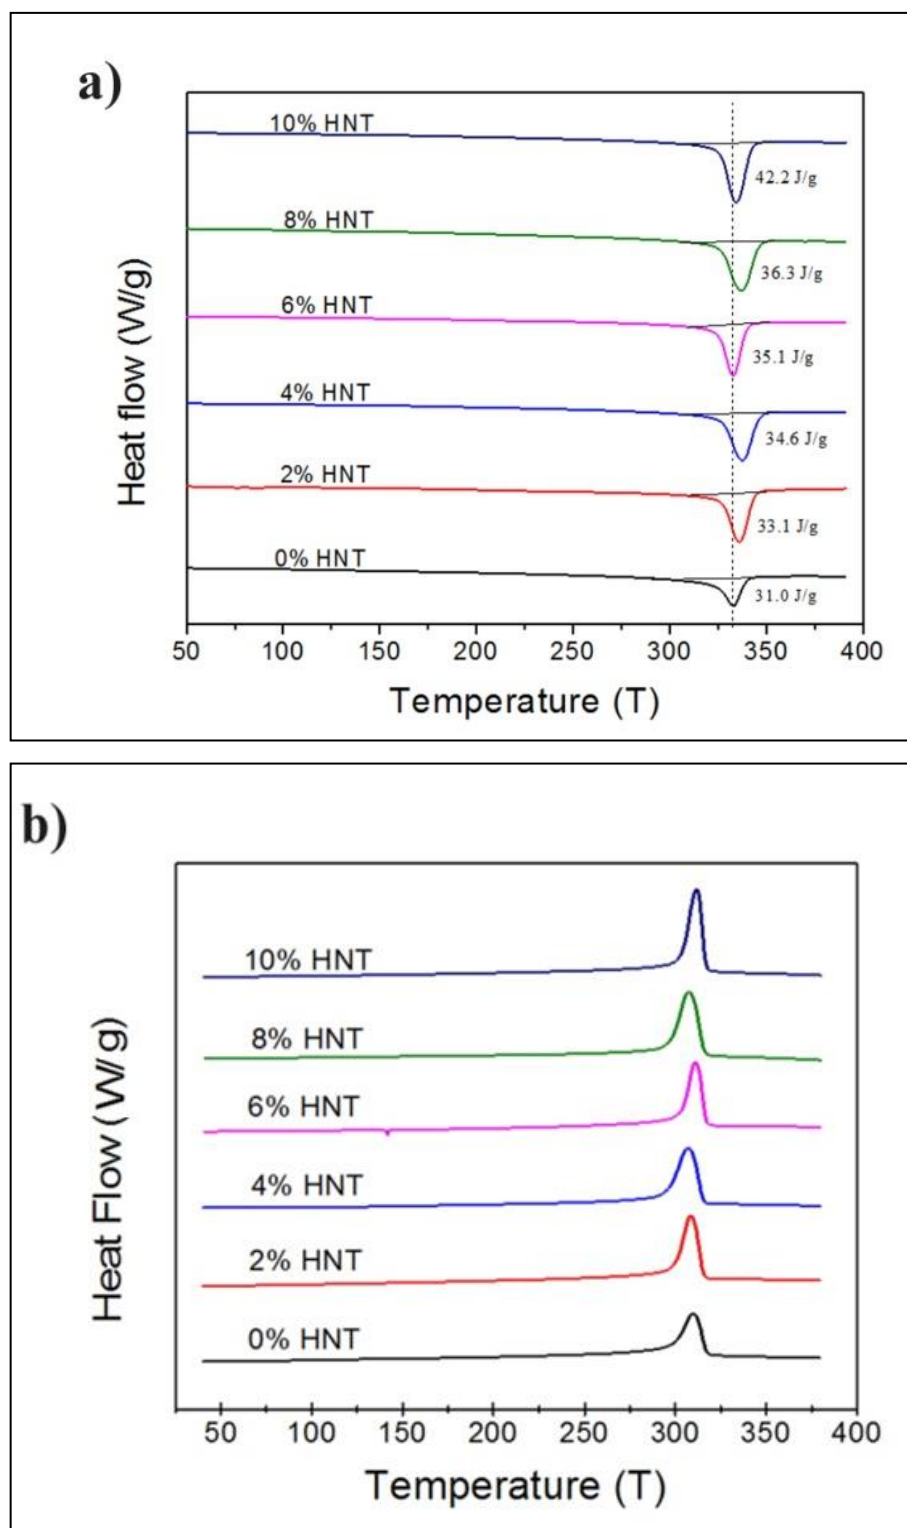 a)
10% HNT
42.2 J/g
8% HNT
36.3 J/g
6% HNT
35.1 J/g
4% HNT
34.6 J/g
2% HNT
33.1 J/g
0% HNT
31.0 J/g
Heat flow (W/g)
50 100 150 200 250 300 350 400
Temperature (T)
b)
10% HNT
8% HNT
6% HNT
4% HNT
2% HNT
0% HNT
Heat Flow (W/g)
50 100 150 200 250 300 350 400
Temperature (T)